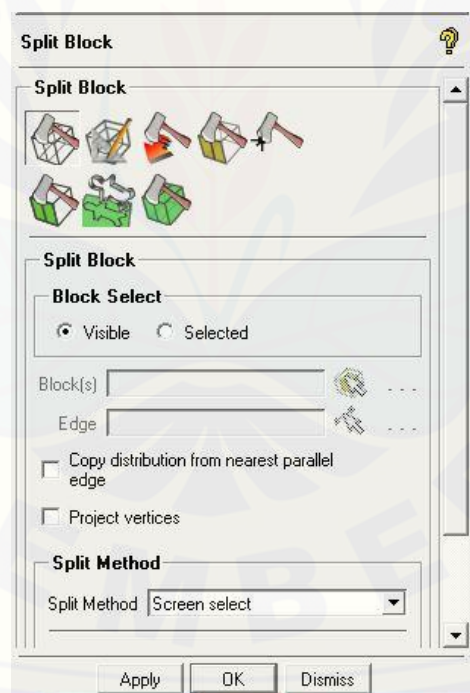 Split Block
Split Block
Split Block
Block Select
Visible Selected
Block(s) ...
Edge ...
Copy distribution from nearest parallel
edge
Project vertices
Split Method
Split Method Screen select
Apply OK Dismiss